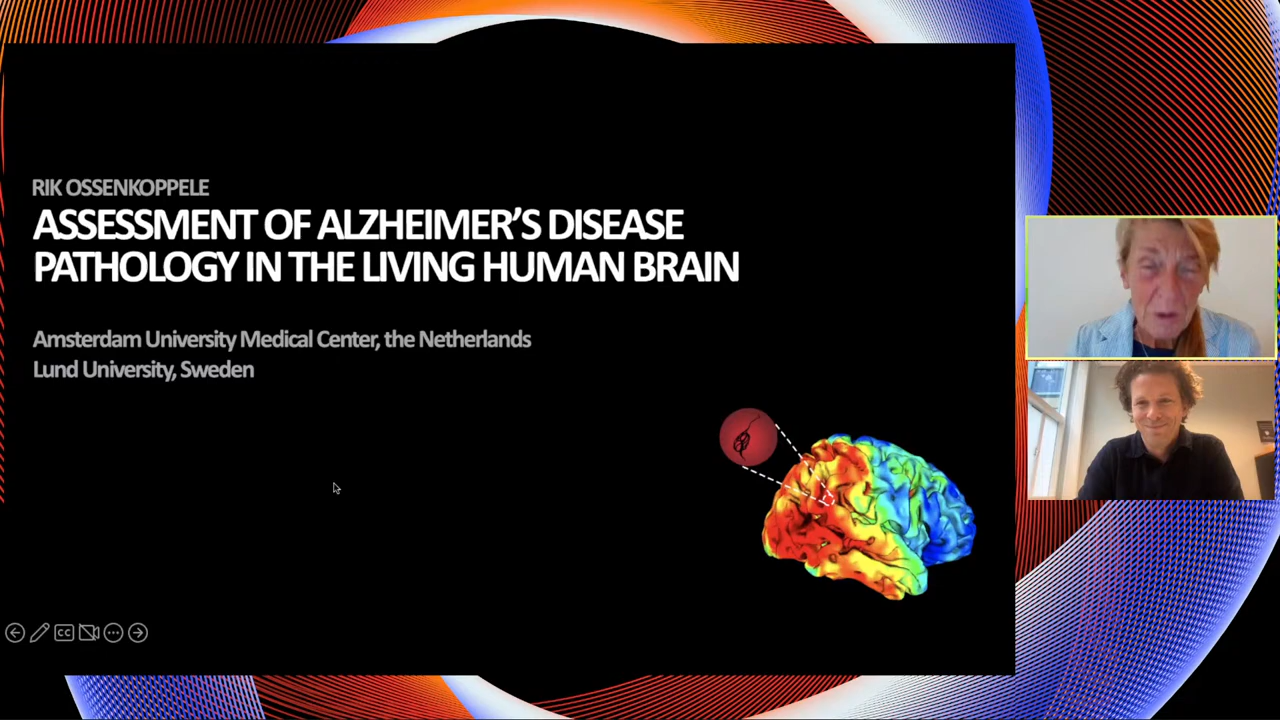 RIK OSSENKOPPELE
ASSESSMENT OF ALZHEIMER’S DISEASE
PATHOLOGY IN THE LIVING HUMAN BRAIN
Amsterdam University Medical Center, the Netherlands
Lund University, Sweden
CC